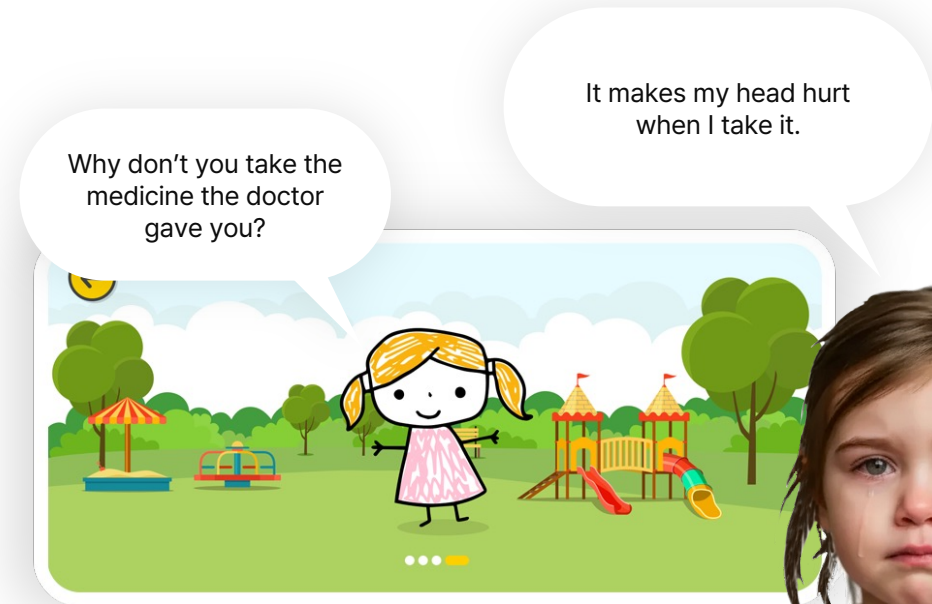 Why don’t you take the
medicine the doctor
gave you?
It makes my head hurt
when I take it.